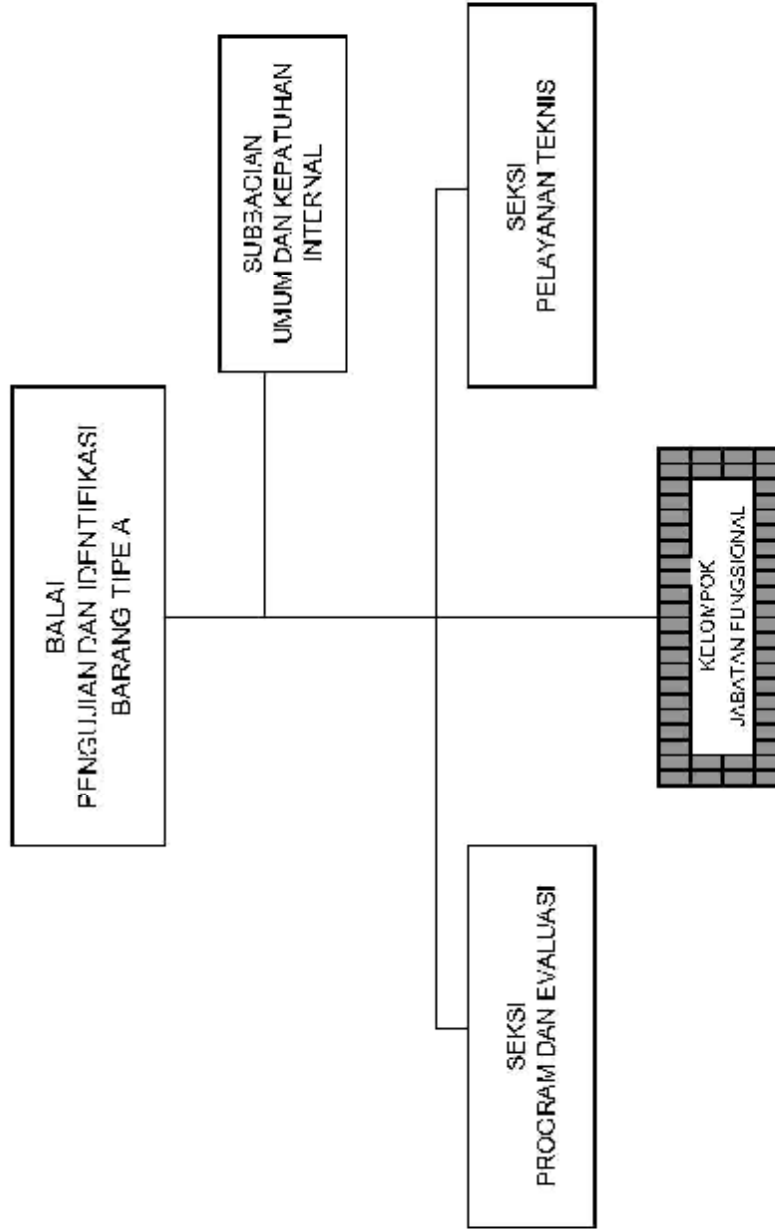 BALAI
PENGUJIAN DAN IDENTIFIKASI
BARANG TIPE A
SUBBAGIAN
UMUM DAN KEPATUHAN
INTERNAL
SEKSI
PROGRAM DAN EVALUASI
SEKSI
PELAYANAN TEKNIS
KELOMPOK
JABATAN FUNGSIONAL